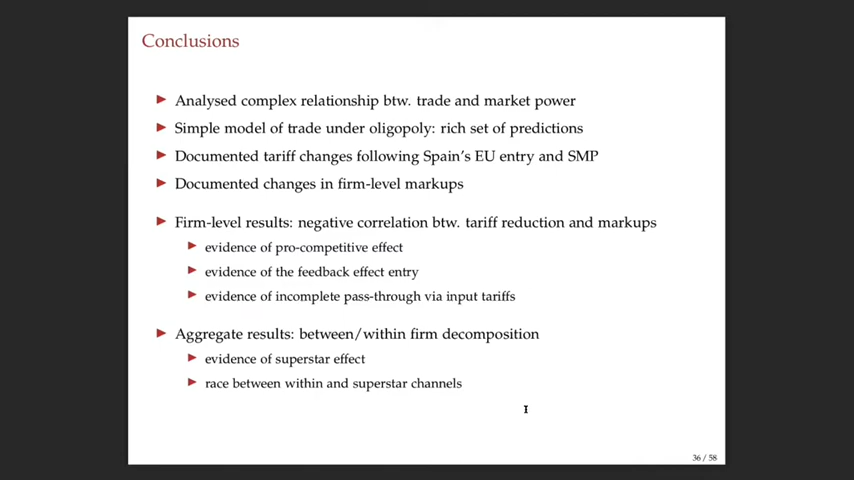 Conclusions
Analysed complex relationship btw. trade and market power
Simple model of trade under oligopoly: rich set of predictions
Documented tariff changes following Spain's EU entry and SMP
Documented changes in firm-level markups
Firm-level results: negative correlation btw. tariff reduction and markups
evidence of pro-competitive effect
evidence of the feedback effect entry
evidence of incomplete pass-through via input tariffs
Aggregate results: between/within firm decomposition
evidence of superstar effect
race between within and superstar channels
36 / 58